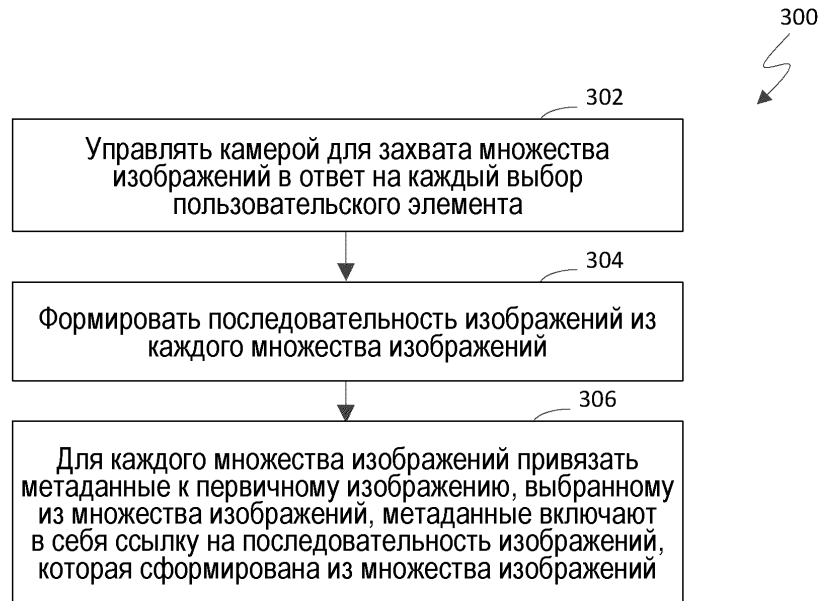 300
302
Управлять камерой для захвата множества
изображений в ответ на каждый выбор
пользовательского элемента
304
Формировать последовательность изображений из
каждого множества изображений
306
Для каждого множества изображений привязать
метаданные к первичному изображению, выбранному
из множества изображений, метаданные включают
в себя ссылку на последовательность изображений,
которая сформирована из множества изображений